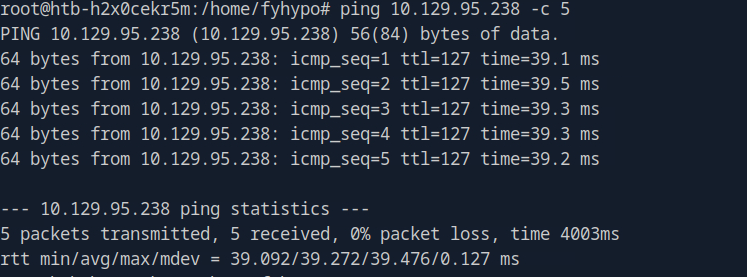 root@htb-h2x0cekr5m:/home/fyhypo# ping 10.129.95.238 -c 5
PING 10.129.95.238 (10.129.95.238) 56(84) bytes of data.
64 bytes from 10.129.95.238: icmp_seq=1 ttl=127 time=39.1 ms
64 bytes from 10.129.95.238: icmp_seq=2 ttl=127 time=39.5 ms
64 bytes from 10.129.95.238: icmp_seq=3 ttl=127 time=39.3 ms
64 bytes from 10.129.95.238: icmp_seq=4 ttl=127 time=39.3 ms
64 bytes from 10.129.95.238: icmp_seq=5 ttl=127 time=39.2 ms
--- 10.129.95.238 ping statistics ---
5 packets transmitted, 5 received, 0% packet loss, time 4003ms
rtt min/avg/max/mdev = 39.092/39.272/39.476/0.127 ms